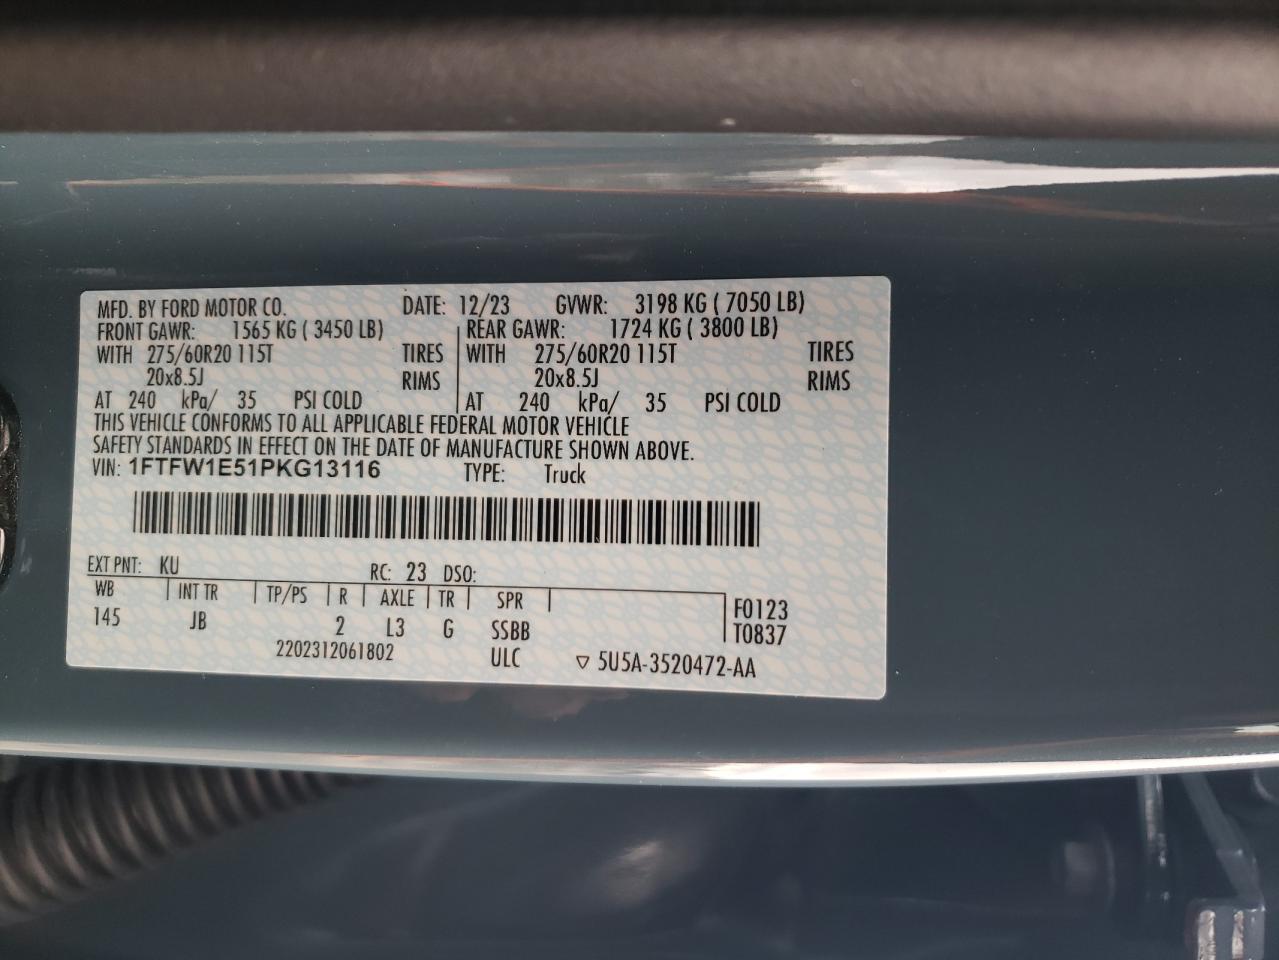 MFD. BY FORD MOTOR CO. DATE: 12/23 GVWR: 3198 KG ( 7050 LB)
FRONT GAWR: 1565 KG ( 3450 LB) REAR GAWR: 1724 KG ( 3800 LB)
WITH 275/60R20 115T TIRES WITH 275/60R20 115T TIRES
20x8.5J RIMS 20x8.5J RIMS
AT 240 kPa/ 35 PSI COLD AT 240 kPa/ 35 PSI COLD
THIS VEHICLE CONFORMS TO ALL APPLICABLE FEDERAL MOTOR VEHICLE
SAFETY STANDARDS IN EFFECT ON THE DATE OF MANUFACTURE SHOWN ABOVE.
VIN: 1FTFW1E51PKG13116 TYPE: Truck
EXT PNT: KU RC: 23 DSO:
WB INT TR TP/PS R AXLE TR SPR F0123
145 JB 2 L3 G SSBB T0837
2202312061802 ULC ▽ 5U5A-3520472-AA